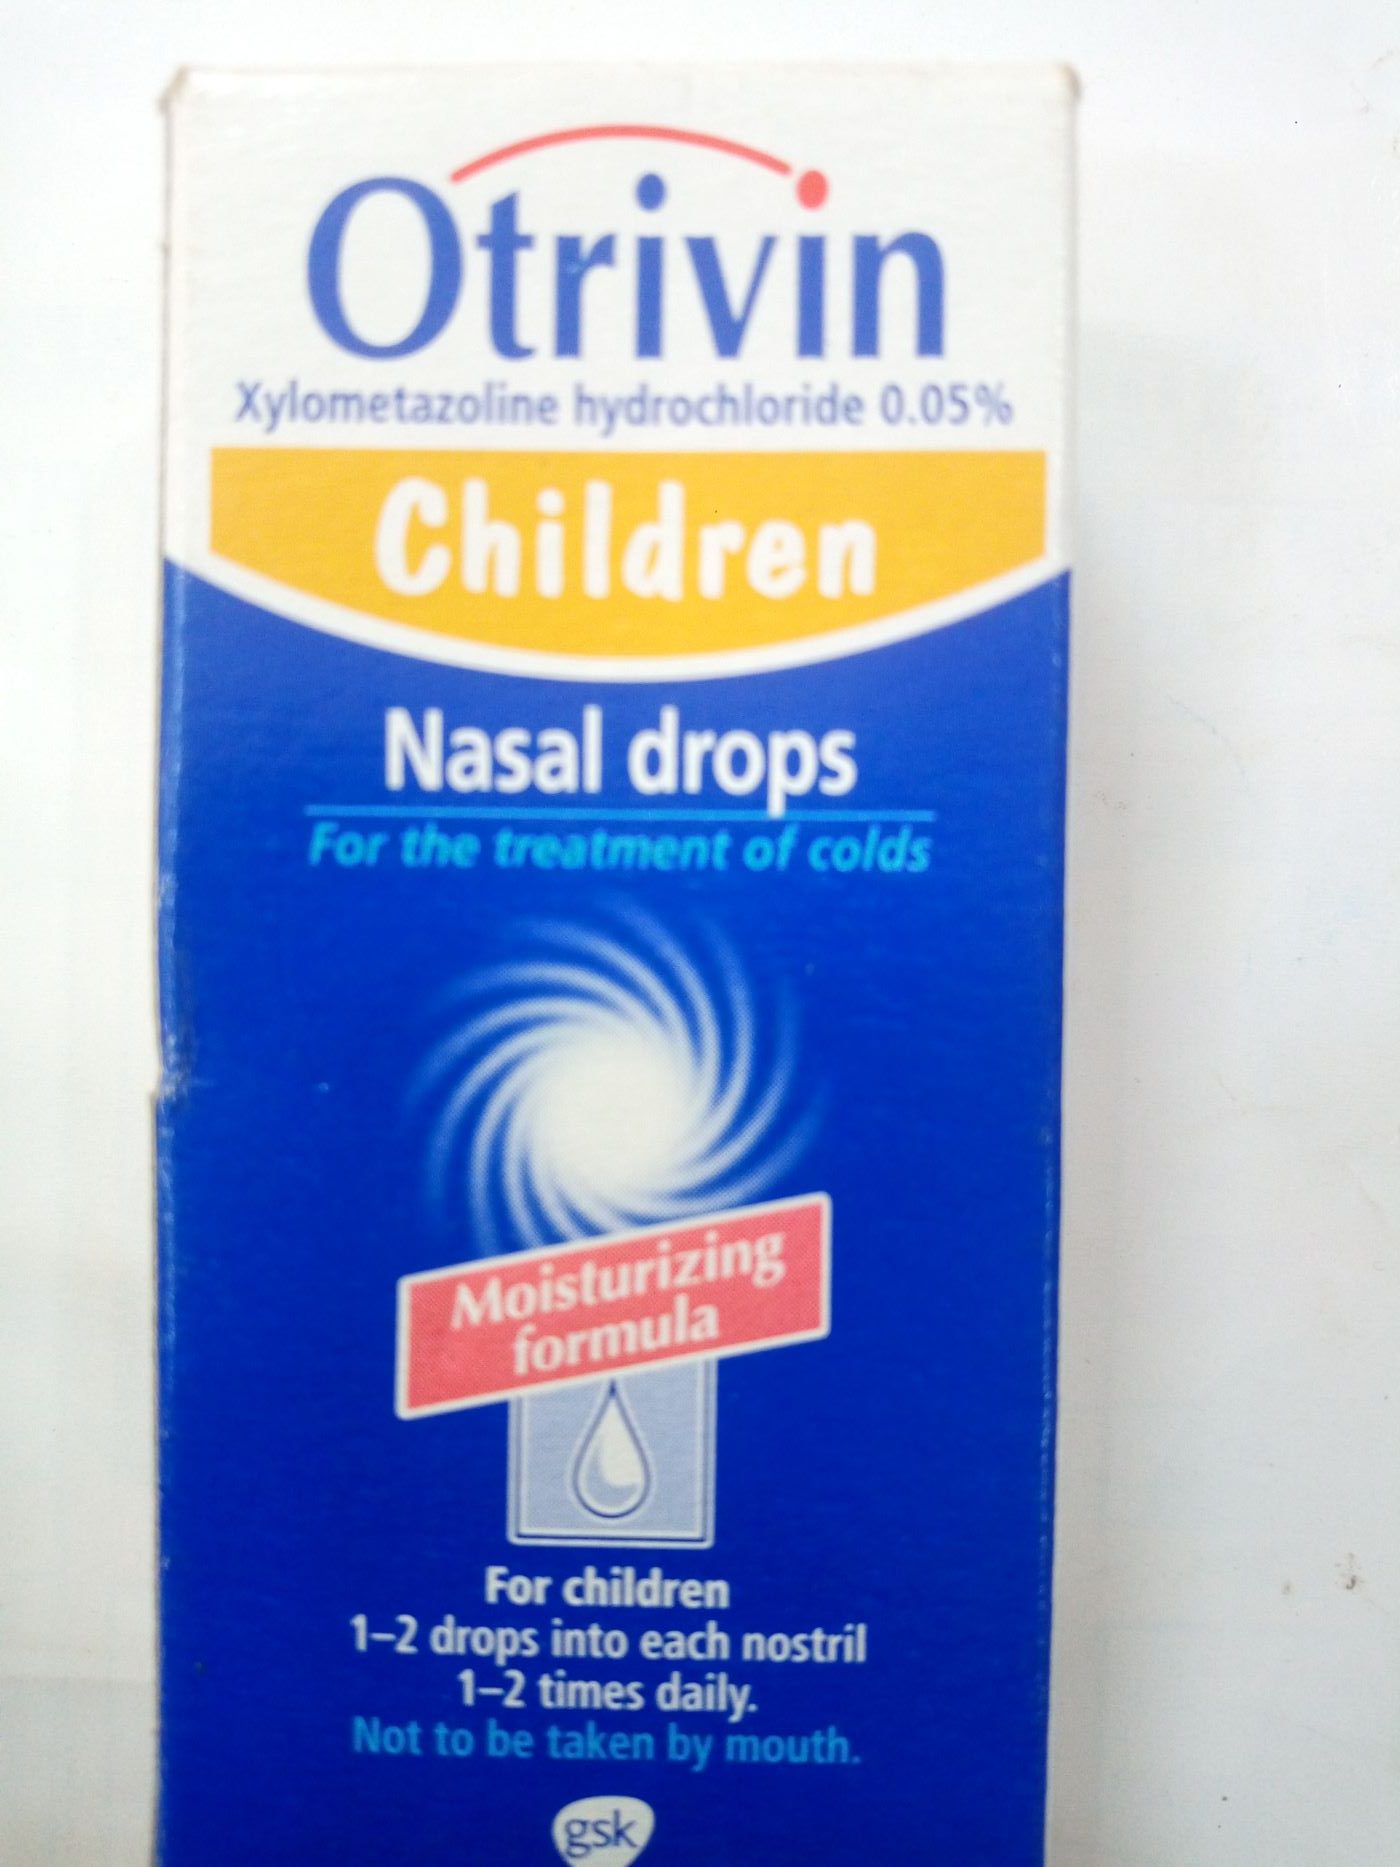 Otrivin
Xylometazoline hydrochloride 0.05%
Children
Nasal drops
For the treatment of colds
Moisturizing
formula
For children
1–2 drops into each nostril
1–2 times daily.
Not to be taken by mouth.
gsk